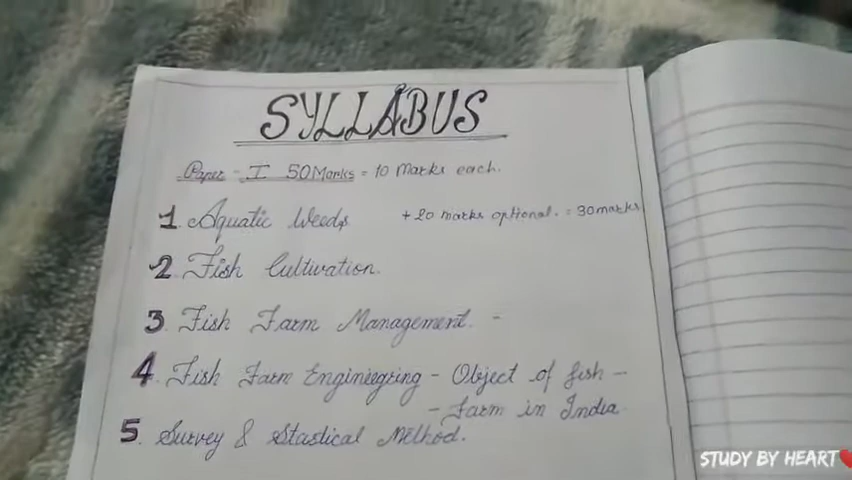 SYLLABUS
Paper - I 50 Marks = 10 Marks each.
1 Aquatic Weeds + 20 marks optional. = 30 marks
2 Fish Cultivation.
3 Fish Farm Management. -
4. Fish Farm Enginieegring - Object of fish -
- Farm in India
5. Survey & Stastical Method.
STUDY BY HEART❤